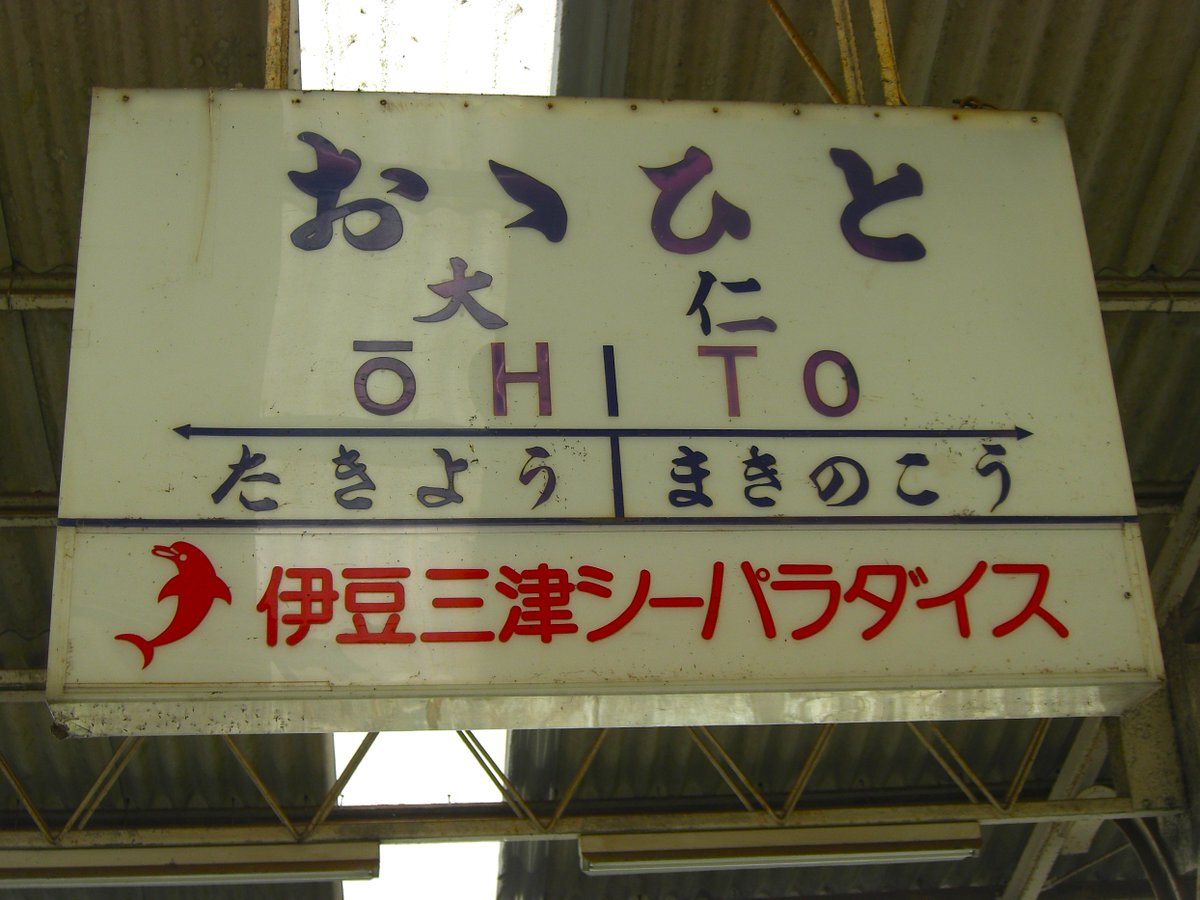 おゝひと
大仁
ŌHITO
たきよう まきのこう
伊豆三津シーパラダイス